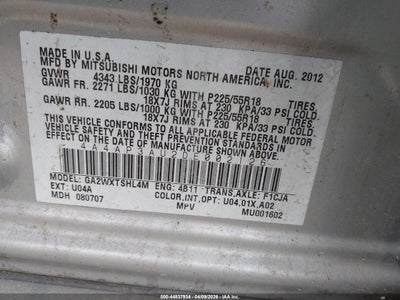 MADE IN U.S.A. DATE AUG. 2012
MFD BY MITSUBISHI MOTORS NORTH AMERICA, INC.
GVWR 4343 LBS/1970 KG
GAWR FR. 2271 LBS/1030 KG WITH P225/55R18 TIRES,
18X7J RIMS AT 230 KPA/33 PSI COLD
GAWR RR. 2205 LBS/1000 KG WITH P225/55R18 TIRES,
18X7J RIMS AT 230 KPA/33 PSI COLD
THIS VEHICLE CONFORMS TO ALL APPLICABLE FEDERAL MOTOR
VEHICLE SAFETY AND THEFT PREVENTION STANDARDS IN
EFFECT ON THE DATE OF MANUFACTURE SHOWN ABOVE.
MODEL: GA2WXTSHL4M ENG: 4B11 TRANS,AXLE: F1CJA
EXT: U04A COLOR,INT,OPT: U04,01X,A02
MDH 080707 MPV MU001602
000-44837934 - 04/09/2026 - IAAI.COM